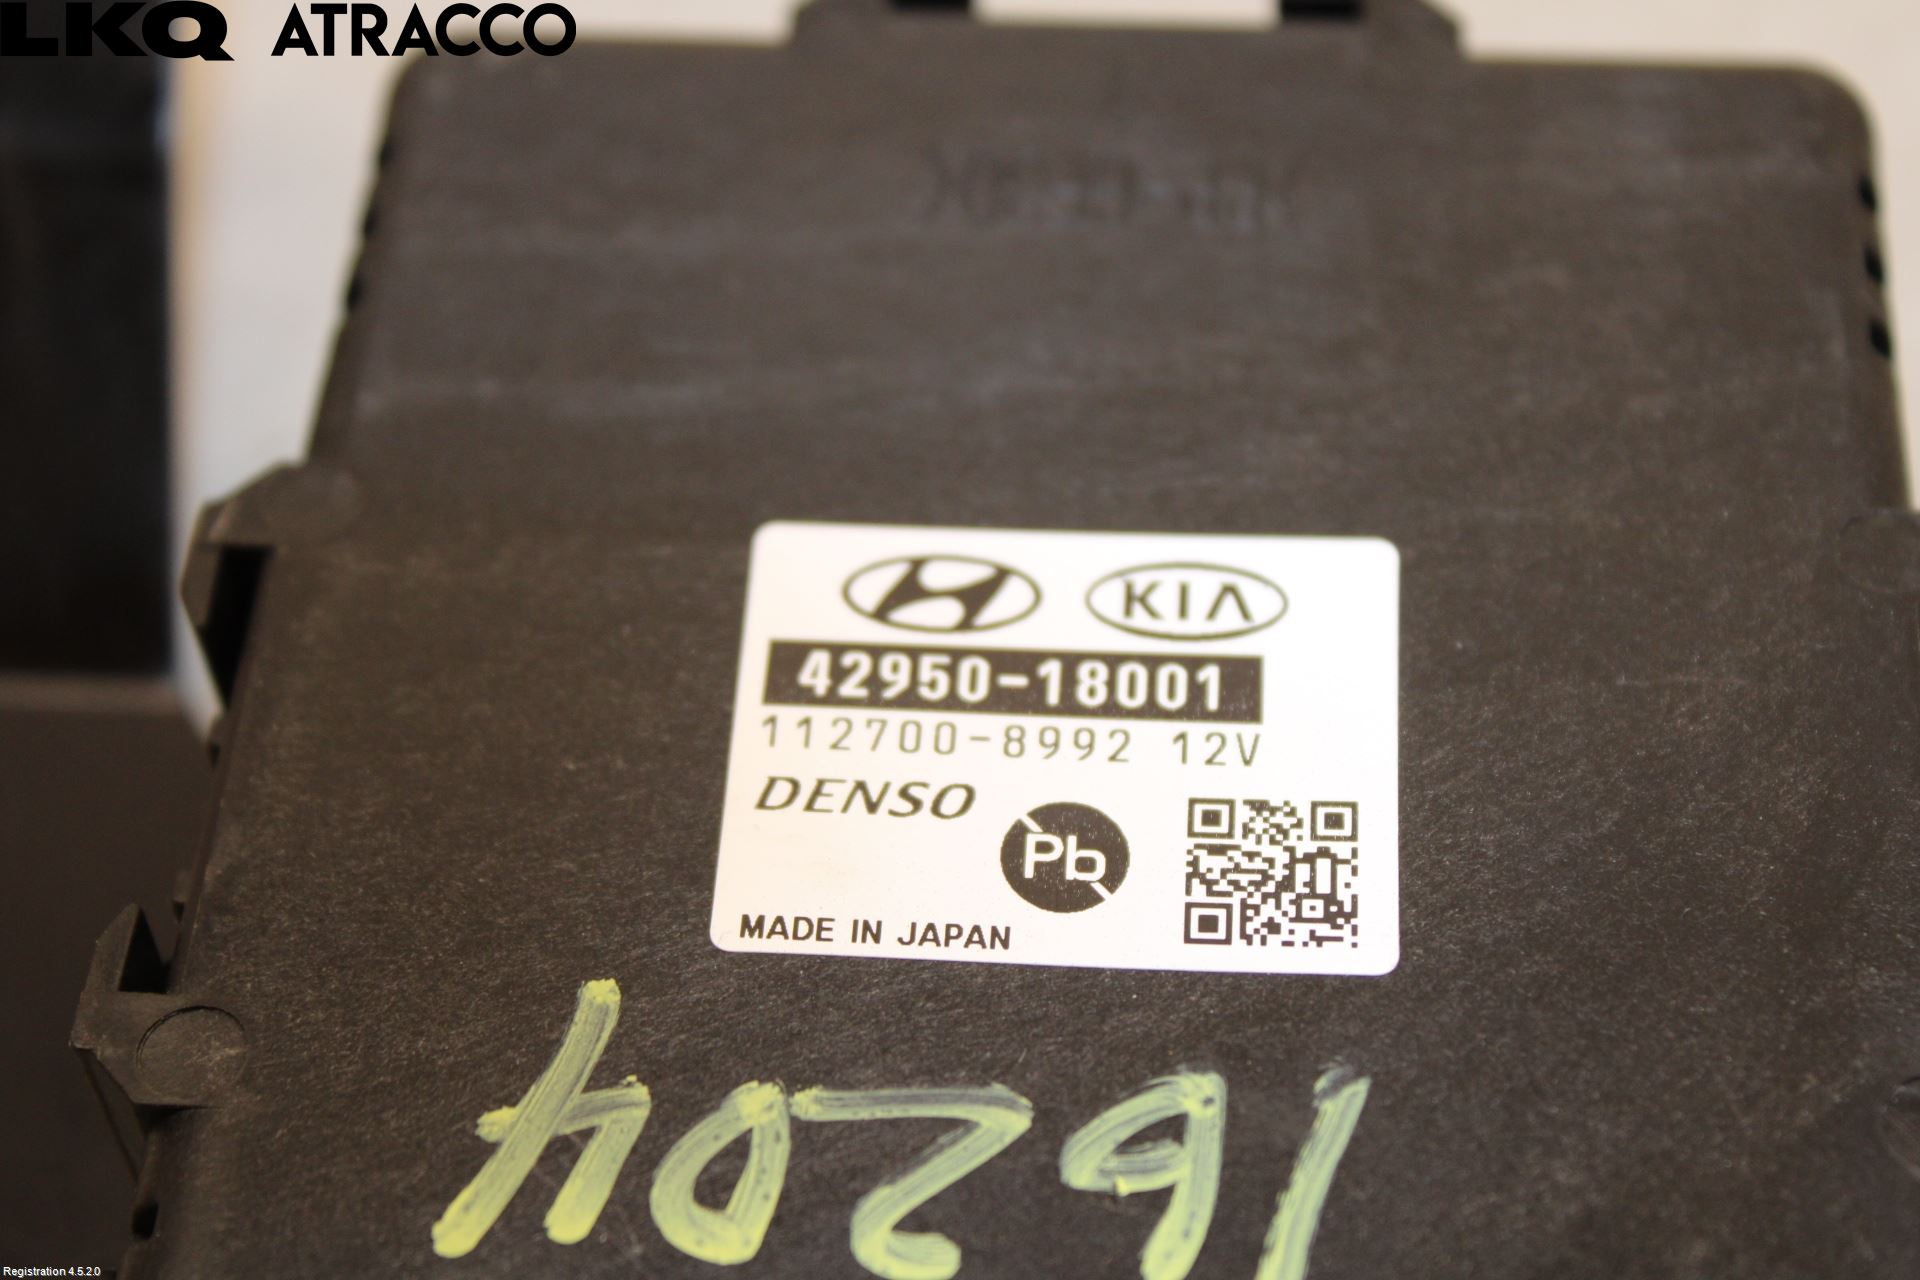 LKQ ATRACCO
HYUNDAI KIA
42950-18001
112700-8992 12V
DENSO
Pb
MADE IN JAPAN
16204
Registration 4.5.2.0